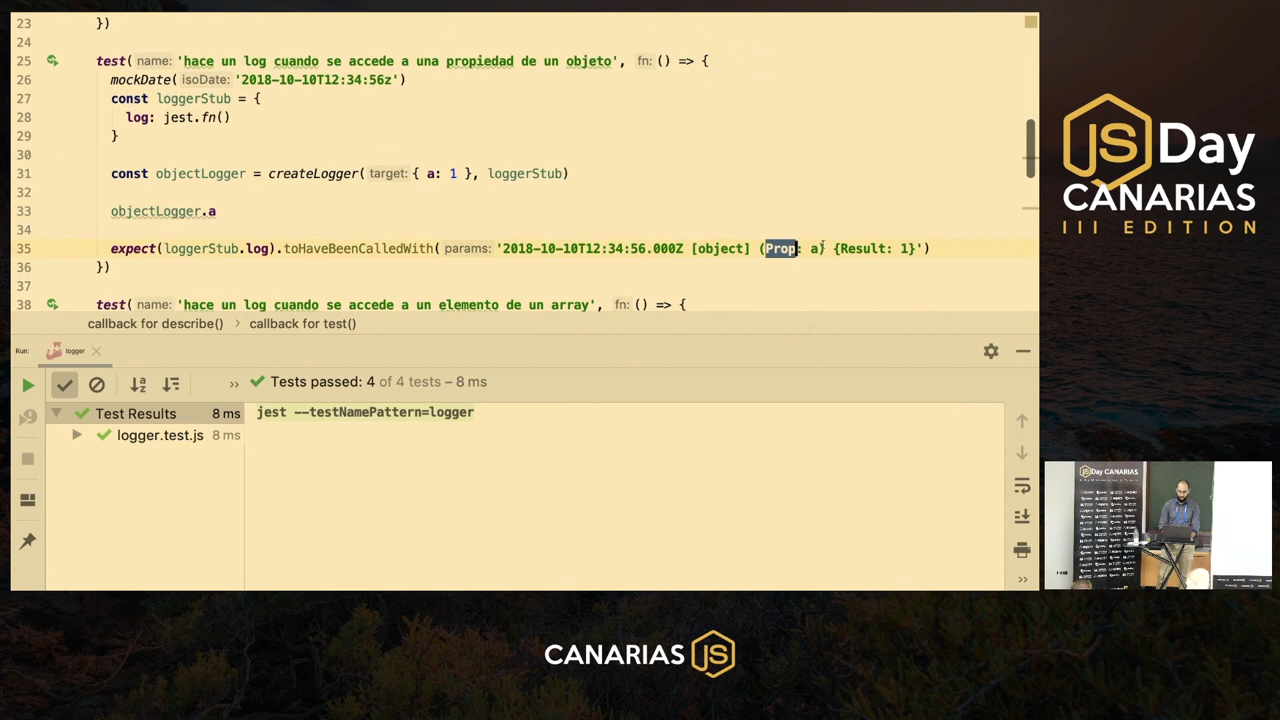 23 })
24
25 test( name: 'hace un log cuando se accede a una propiedad de un objeto', fn: () => {
26 mockDate( isoDate: '2018-10-10T12:34:56z')
27 const loggerStub = {
28 log: jest.fn()
29 }
30
31 const objectLogger = createLogger( target: { a: 1 }, loggerStub)
32
33 objectLogger.a
34
35 expect(loggerStub.log).toHaveBeenCalledWith( params: '2018-10-10T12:34:56.000Z [object] (Prop: a) {Result: 1}')
36 })
37
38 test( name: 'hace un log cuando se accede a un elemento de un array', fn: () => {
callback for describe() › callback for test()
Run: logger
>> Tests passed: 4 of 4 tests – 8 ms
Test Results 8 ms
jest --testNamePattern=logger
logger.test.js 8 ms
JS Day
CANARIAS
III EDITION
JSDay CANARIAS
CANARIAS JS